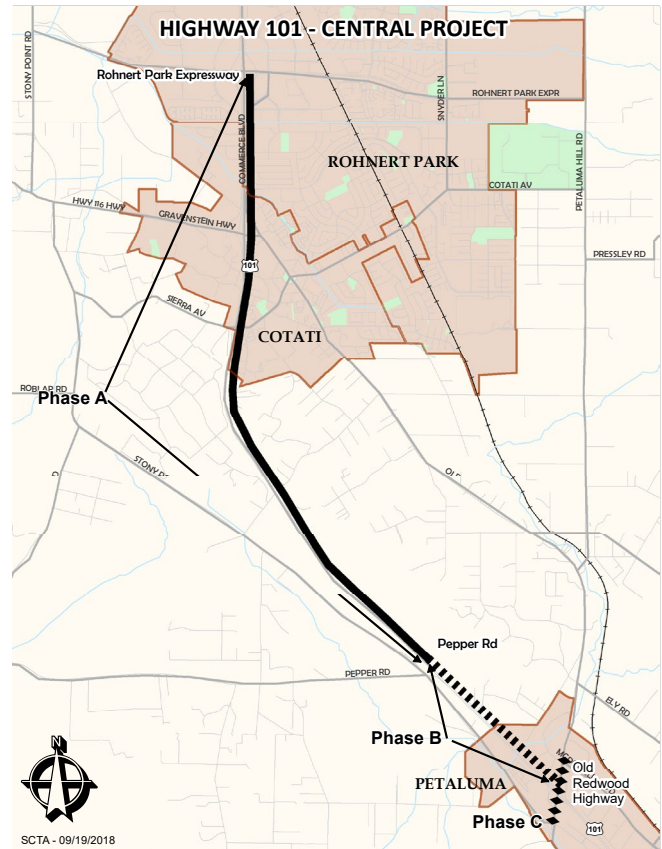 HIGHWAY 101 - CENTRAL PROJECT
STONY POINT RD
Rohnert Park Expressway
SNYDER LN
ROHNERT PARK EXPR
COMMERCE BLVD
PETALUMA HILL RD
ROHNERT PARK
COTATI AV
HWY 116 HWY
GRAVENSTEIN HWY
PRESSLEY RD
101
SIERRA AV
COTATI
ROBLAR RD
Phase A
STONY
Pepper Rd
PEPPER RD
ELY RD
Phase B
N
PETALUMA
Old
Redwood
Highway
Phase C
101
SCTA - 09/19/2018